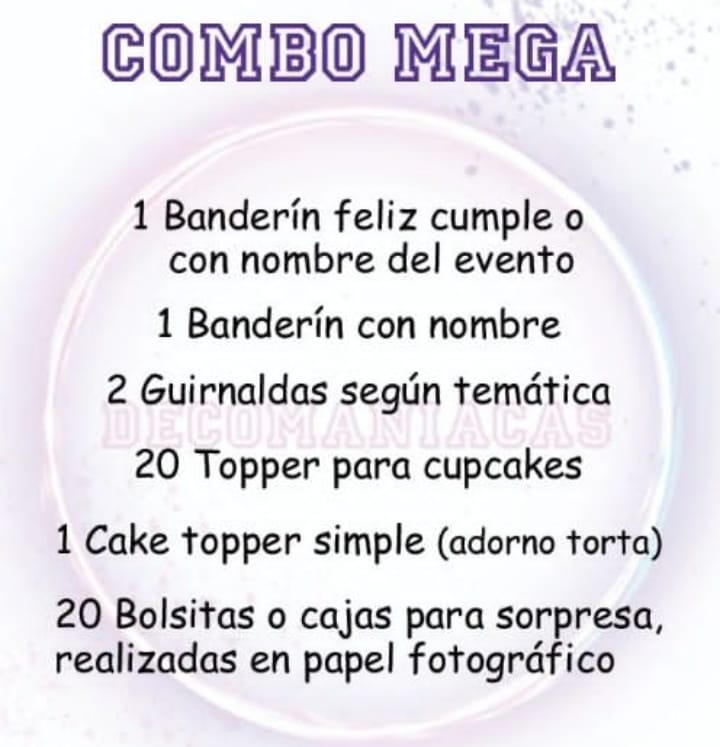 COMBO MEGA
1 Banderín feliz cumple o
con nombre del evento
1 Banderín con nombre
2 Guirnaldas según temática
DECOMANIACAS
20 Topper para cupcakes
1 Cake topper simple (adorno torta)
20 Bolsitas o cajas para sorpresa,
realizadas en papel fotográfico